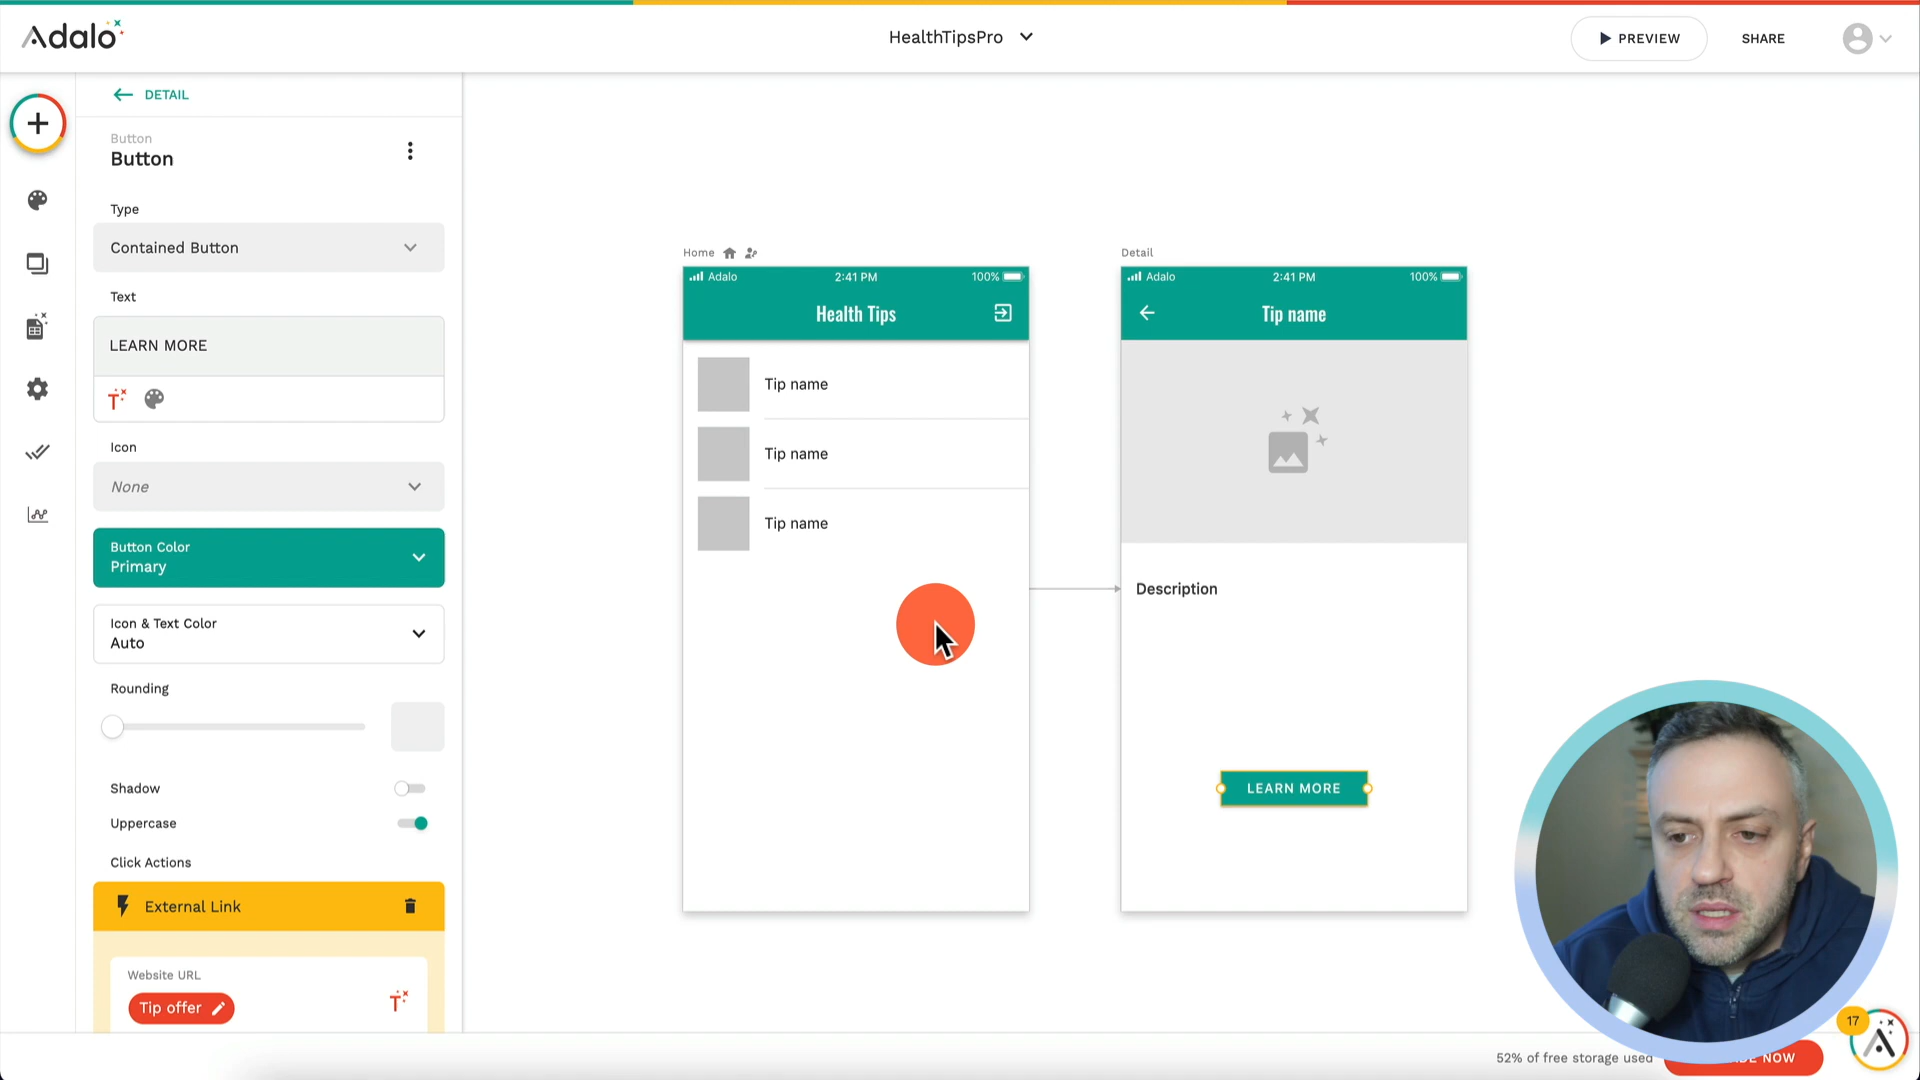 Adalo
HealthTipsPro
PREVIEW
SHARE
DETAIL
Button
Button
Type
Contained Button
Text
LEARN MORE
Icon
None
Button Color
Primary
Icon & Text Color
Auto
Rounding
Shadow
Uppercase
Click Actions
External Link
Website URL
Tip offer
Home
Adalo
2:41 PM
100%
Health Tips
Tip name
Tip name
Tip name
Detail
Adalo
2:41 PM
100%
Tip name
Description
LEARN MORE
17
52% of free storage used
NOW